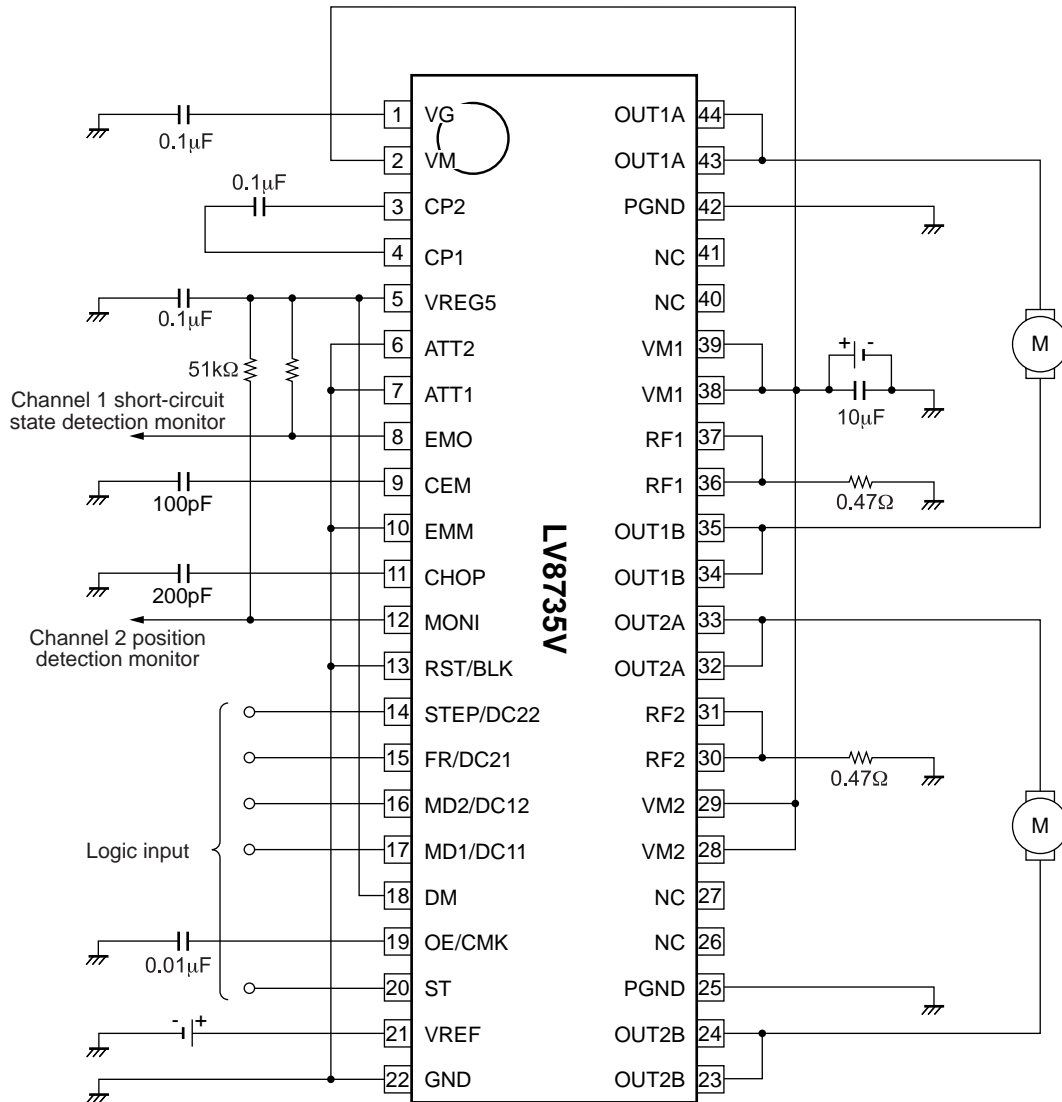 1 VG OUT1A 44
0.1µF
2 VM OUT1A 43
0.1µF
3 CP2 PGND 42
4 CP1 NC 41
5 VREG5 NC 40
0.1µF
6 ATT2 VM1 39
+ -
M
51kΩ
7 ATT1 VM1 38
10µF
Channel 1 short-circuit
state detection monitor
8 EMO RF1 37
9 CEM RF1 36
100pF
0.47Ω
10 EMM OUT1B 35
11 CHOP OUT1B 34
200pF
LV8735V
12 MONI OUT2A 33
Channel 2 position
detection monitor
13 RST/BLK OUT2A 32
14 STEP/DC22 RF2 31
15 FR/DC21 RF2 30
0.47Ω
16 MD2/DC12 VM2 29
M
Logic input
17 MD1/DC11 VM2 28
18 DM NC 27
19 OE/CMK NC 26
0.01µF
20 ST PGND 25
- +
21 VREF OUT2B 24
22 GND OUT2B 23